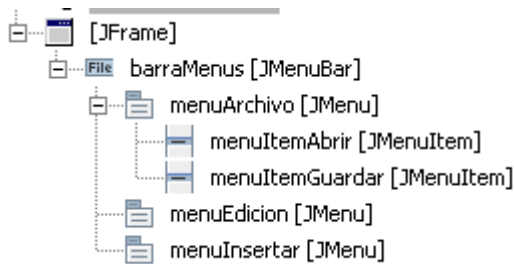 [JFrame]
File barraMenus [JMenuBar]
menuArchivo [JMenu]
menuItemAbrir [JMenuItem]
menuItemGuardar [JMenuItem]
menuEdicion [JMenu]
menuInsertar [JMenu]